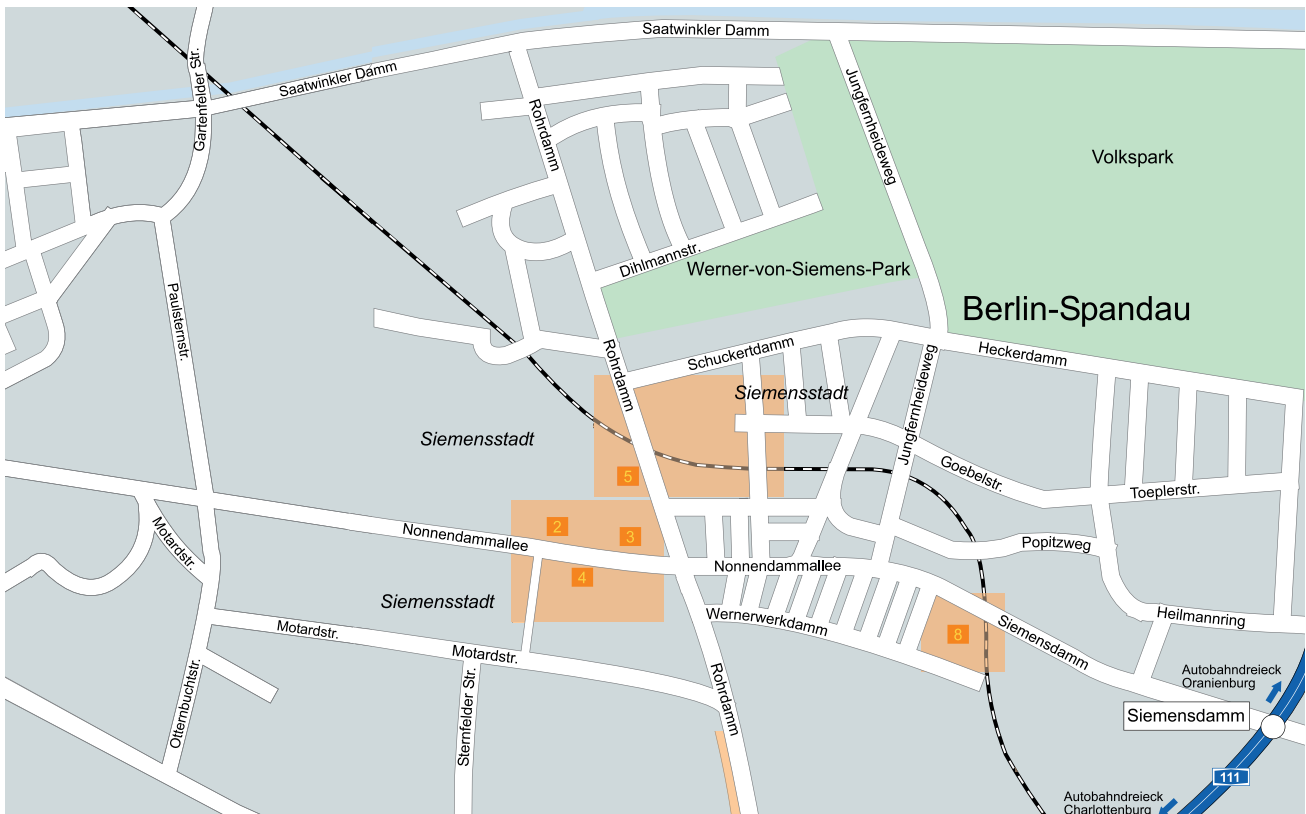 Saatwinkler Damm
Saatwinkler Damm
Gartenfelder Str.
Rohrdamm
Jungfernheideweg
Volkspark
Dihlmannstr.
Werner-von-Siemens-Park
Berlin-Spandau
Paulsternstr.
Rohrdamm
Schuckertdamm
Jungfernheideweg
Heckerdamm
Siemensstadt
Siemensstadt
5
Goebelstr.
Toeplerstr.
Motardstr.
Nonnendammallee
2
3
4
Nonnendammallee
Popitzweg
Siemensstadt
Wernerwerkdamm
8
Siemensdamm
Heilmannring
Motardstr.
Motardstr.
Otternbuchtstr.
Sternfelder Str.
Rohrdamm
Autobahndreieck
Oranienburg
Siemensdamm
111
Autobahndreieck
Charlottenburg